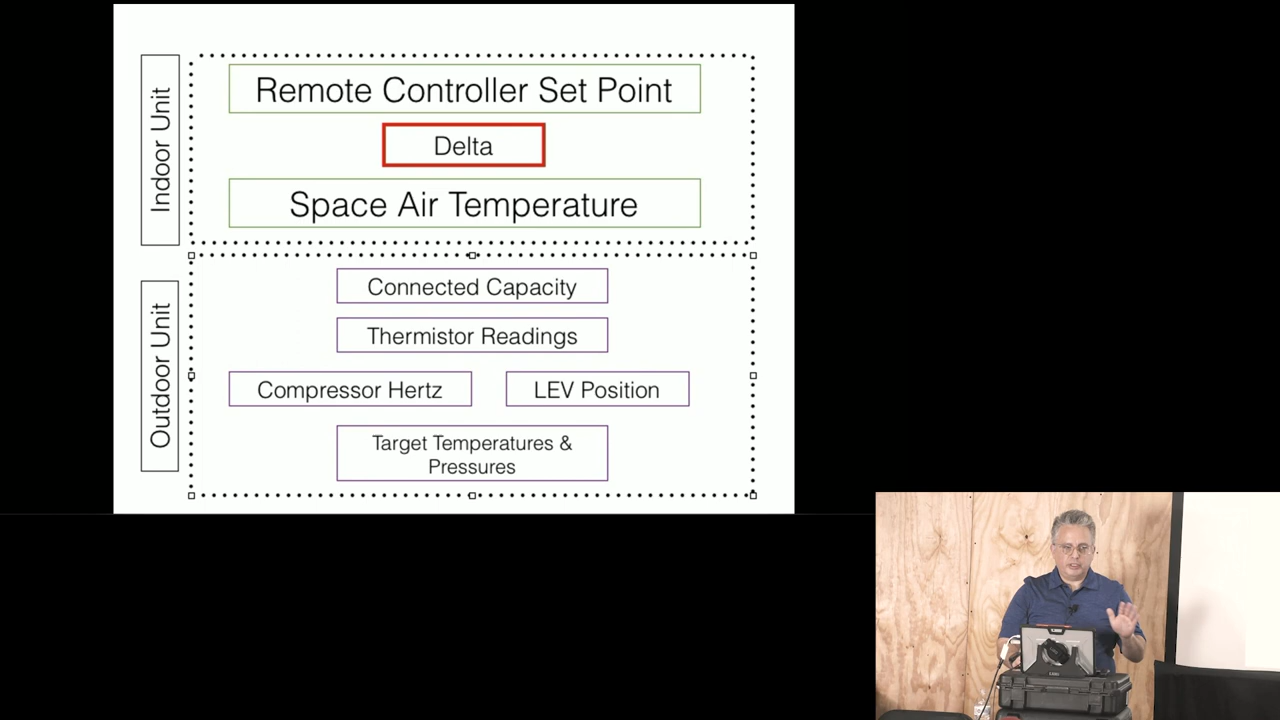 Indoor Unit
Remote Controller Set Point
Delta
Space Air Temperature
Outdoor Unit
Connected Capacity
Thermistor Readings
Compressor Hertz
LEV Position
Target Temperatures &
Pressures